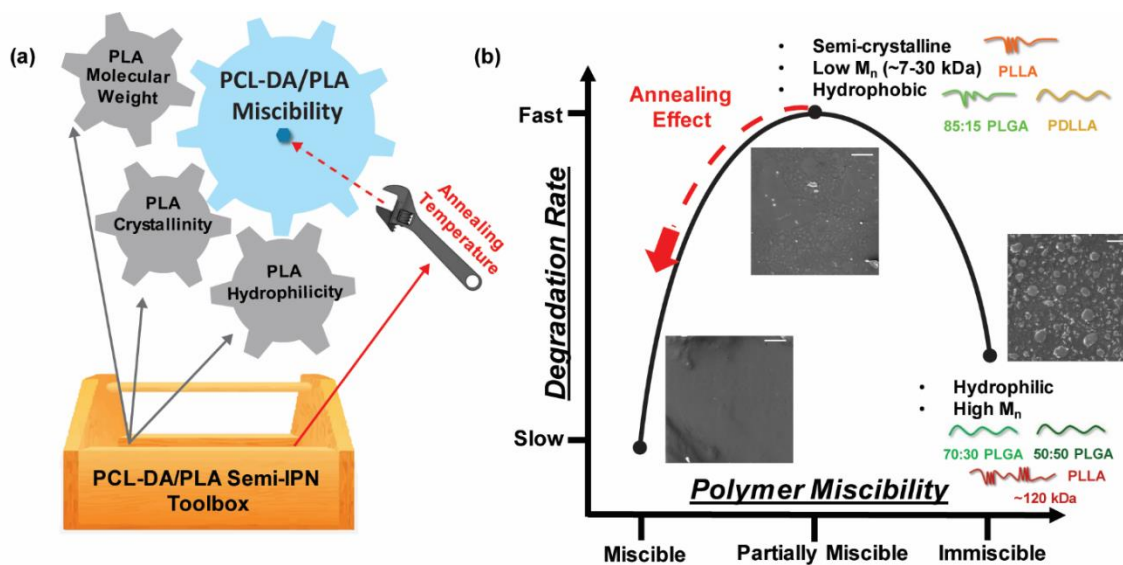 (a)
PLA
Molecular
Weight
PCL-DA/PLA
Miscibility
PLA
Crystallinity
PLA
Hydrophilicity
Annealing
Temperature
PCL-DA/PLA Semi-IPN
Toolbox
(b)
• Semi-crystalline
• Low Mₙ (~7-30 kDa)
• Hydrophobic
PLLA
85:15 PLGA
PDLLA
Annealing
Effect
Fast
Degradation Rate
Slow
• Hydrophilic
• High Mₙ
70:30 PLGA
50:50 PLGA
PLLA
~120 kDa
Polymer Miscibility
Miscible
Partially Miscible
Immiscible